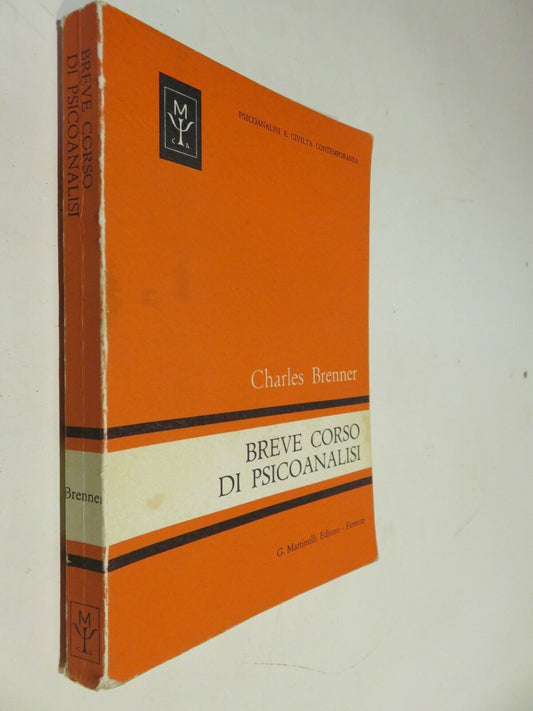 BREVE CORSO
DI PSICOANALISI
Brenner
M
C. G.
M
C. G.
PSICOANALISI E CIVILTÀ CONTEMPORANEA
Charles Brenner
BREVE CORSO
DI PSICOANALISI
G. Martinelli Editore - Firenze